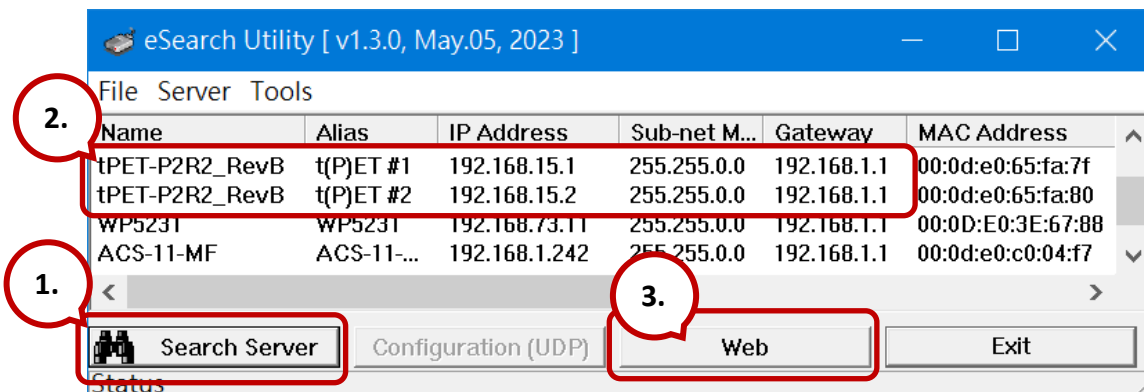 eSearch Utility [ v1.3.0, May.05, 2023 ]
File Server Tools
2.
Name Alias IP Address Sub-net M... Gateway MAC Address
tPET-P2R2_RevB t(P)ET #1 192.168.15.1 255.255.0.0 192.168.1.1 00:0d:e0:65:fa:7f
tPET-P2R2_RevB t(P)ET #2 192.168.15.2 255.255.0.0 192.168.1.1 00:0d:e0:65:fa:80
WP5231 WP5231 192.168.73.11 255.255.0.0 192.168.1.1 00:0D:E0:3E:67:88
ACS-11-MF ACS-11-... 192.168.1.242 255.255.0.0 192.168.1.1 00:0d:e0:c0:04:f7
1.
3.
Search Server Configuration (UDP) Web Exit
Status